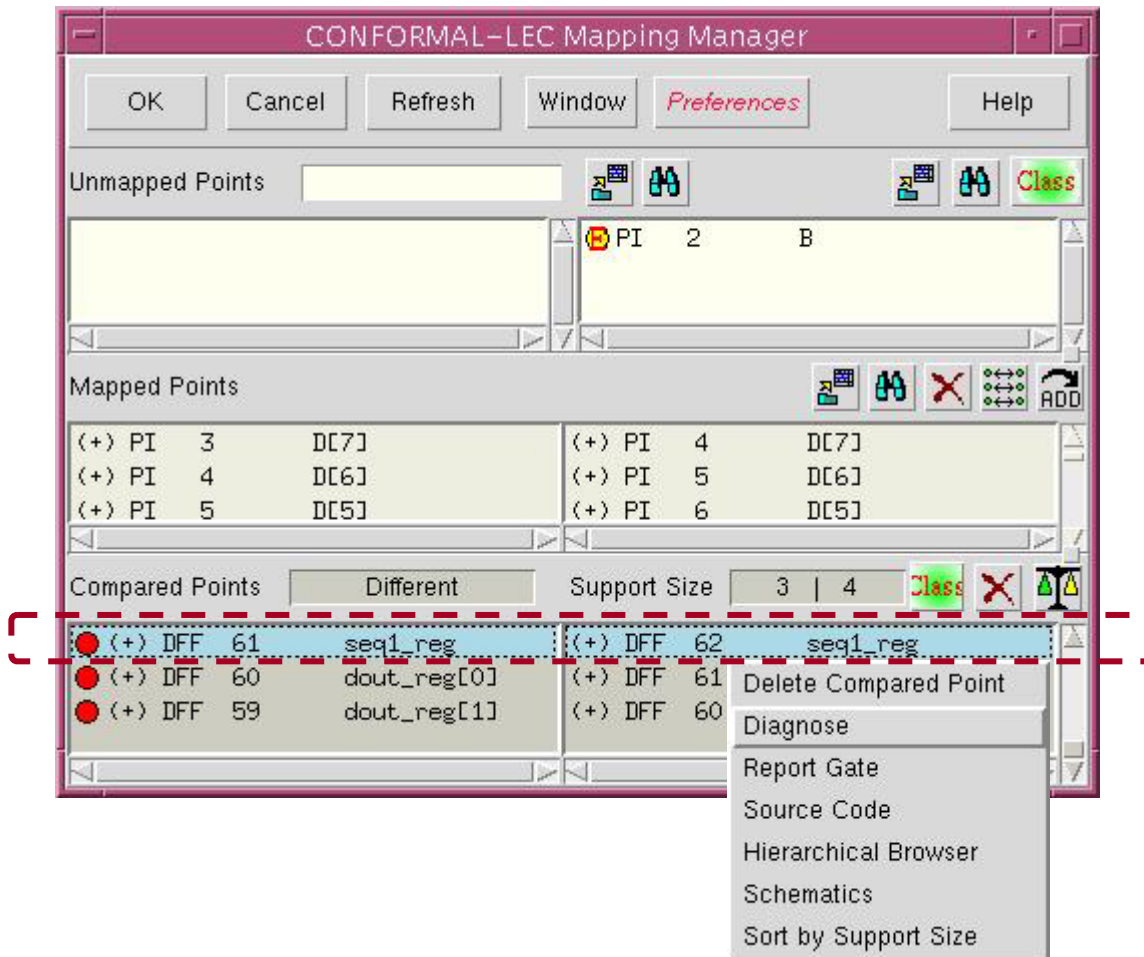 CONFORMAL-LEC Mapping Manager
OK Cancel Refresh Window Preferences Help
Unmapped Points Class
PI 2 B
Mapped Points ADD
(+) PI 3 D[7] (+) PI 4 D[7]
(+) PI 4 D[6] (+) PI 5 D[6]
(+) PI 5 D[5] (+) PI 6 D[5]
Compared Points Different Support Size 3 | 4 Class
(+) DFF 61 seq1_reg (+) DFF 62 seq1_reg
(+) DFF 60 dout_reg[0] (+) DFF 61
(+) DFF 59 dout_reg[1] (+) DFF 60
Delete Compared Point
Diagnose
Report Gate
Source Code
Hierarchical Browser
Schematics
Sort by Support Size